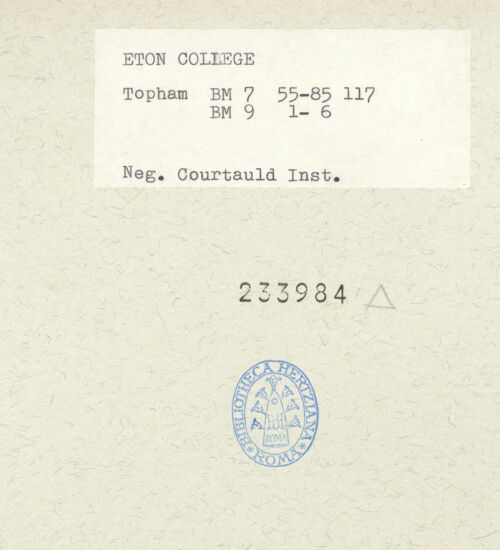 ETON COLLEGE
Topham BM 7 55-85 117
BM 9 1- 6
Neg. Courtauld Inst.
233984
BIBLIOTHECA HERTZIANA
ROMA
* ROMA *